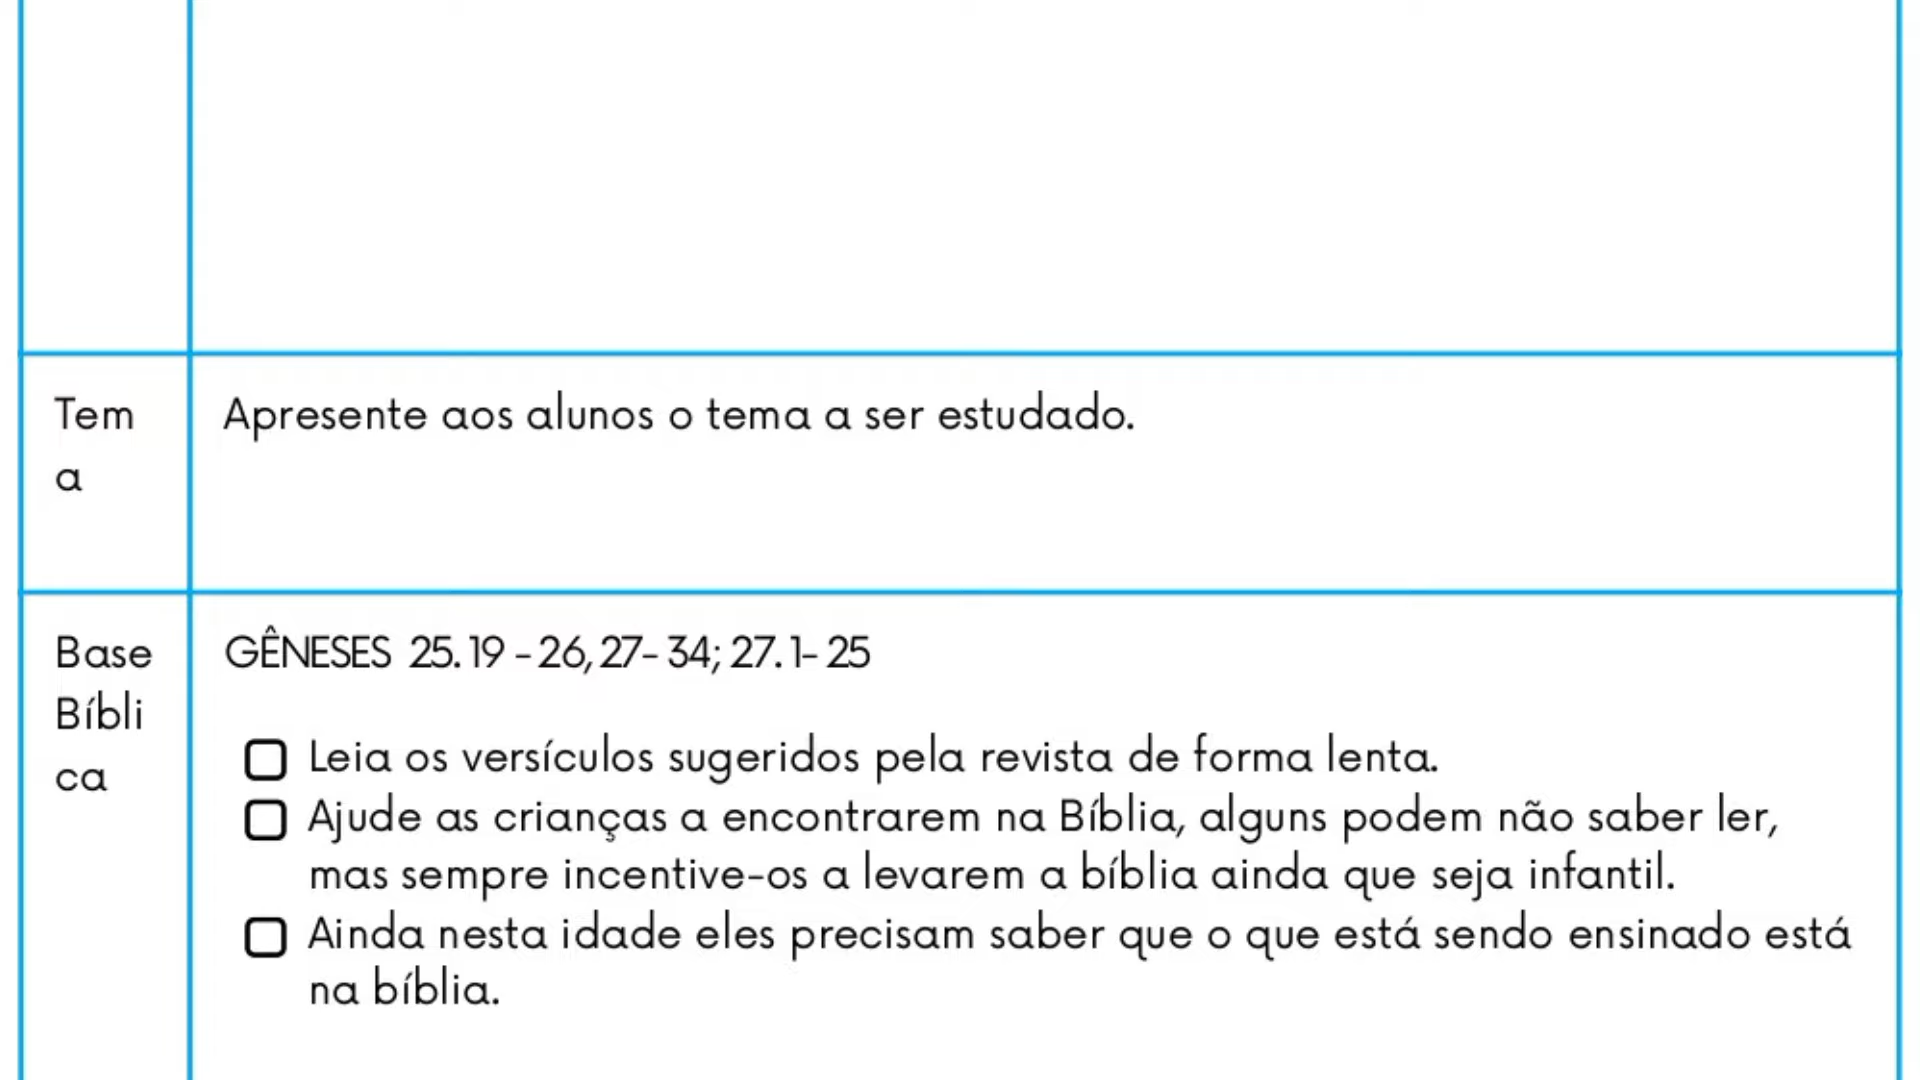 Tem
a
Apresente aos alunos o tema a ser estudado.
Base
Bíbli
ca
GÊNESES 25.19 -26,27- 34; 27.1- 25
Leia os versículos sugeridos pela revista de forma lenta.
Ajude as crianças a encontrarem na Bíblia, alguns podem não saber ler,
mas sempre incentive-os a levarem a bíblia ainda que seja infantil.
Ainda nesta idade eles precisam saber que o que está sendo ensinado está
na bíblia.